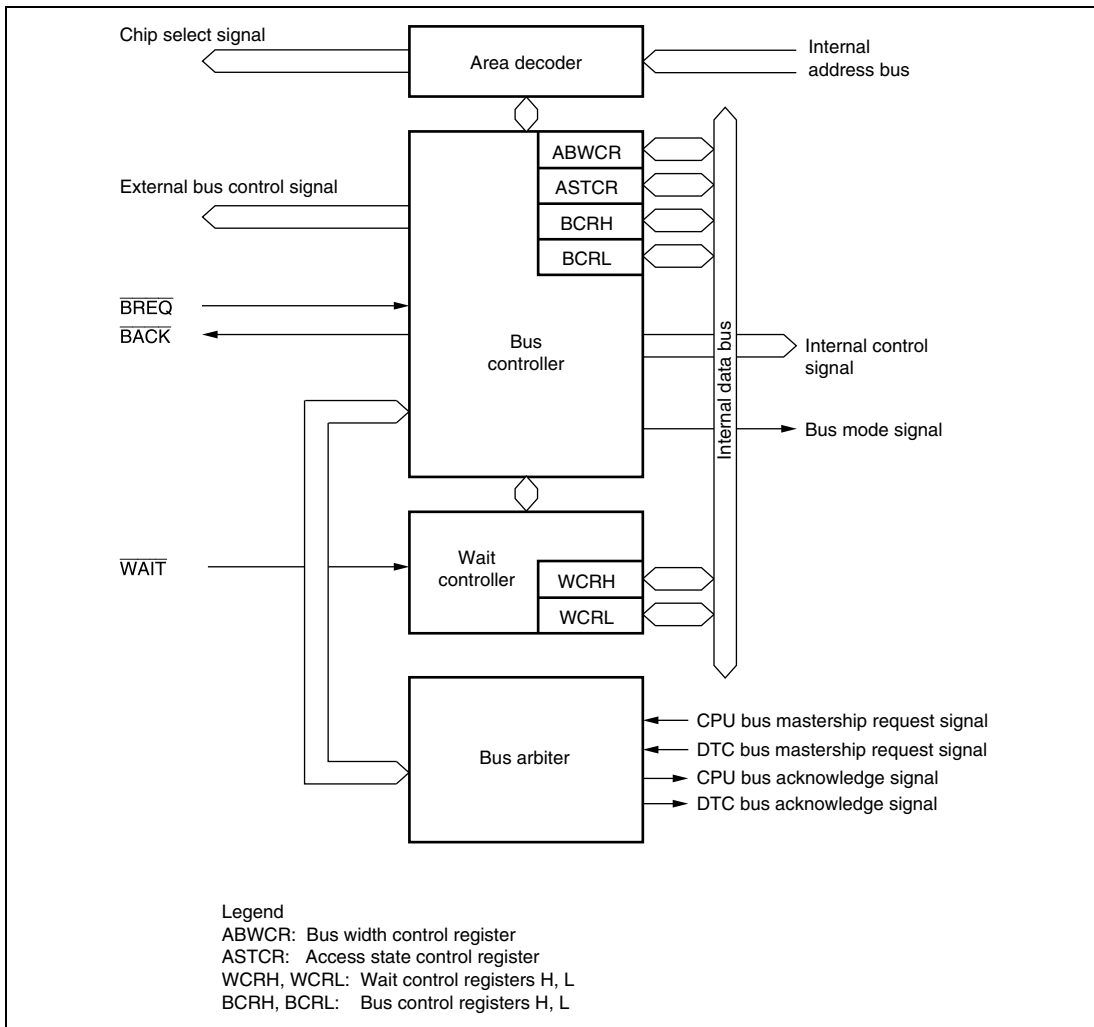 Chip select signal
Area decoder
Internal
address bus
ABWCR
ASTCR
External bus control signal
BCRH
BCRL
BREQ
BACK
Bus
controller
Internal data bus
Internal control
signal
Bus mode signal
WAIT
Wait
controller
WCRH
WCRL
CPU bus mastership request signal
DTC bus mastership request signal
Bus arbiter
CPU bus acknowledge signal
DTC bus acknowledge signal
Legend
ABWCR: Bus width control register
ASTCR: Access state control register
WCRH, WCRL: Wait control registers H, L
BCRH, BCRL: Bus control registers H, L